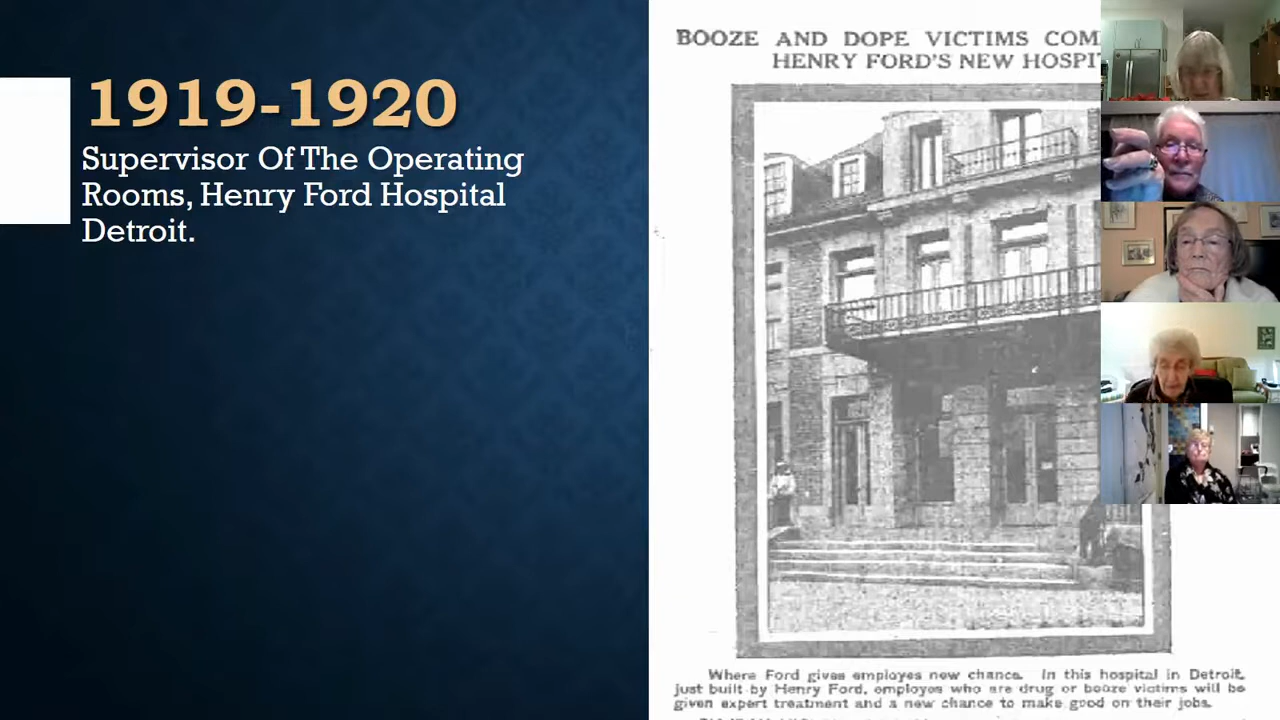 1919-1920
Supervisor Of The Operating
Rooms, Henry Ford Hospital
Detroit.
BOOZE AND DOPE VICTIMS
HENRY FORD'S NEW
Where Ford gives employes new chance. In this hospital in Detroit,
just built by Henry Ford, employes who are drug or booze victims will be
given expert treatment and a new chance to make good on their jobs.